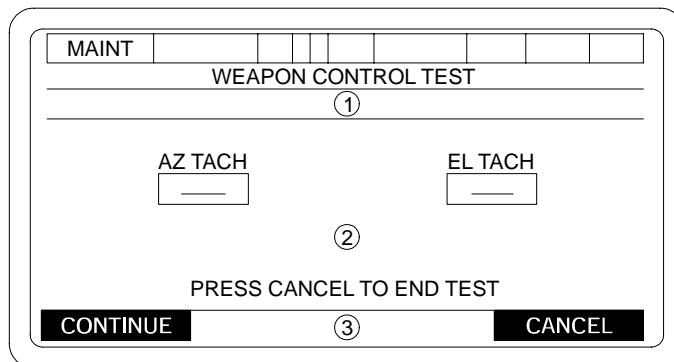 MAINT
WEAPON CONTROL TEST
1
AZ TACH EL TACH
2
PRESS CANCEL TO END TEST
CONTINUE 3 CANCEL